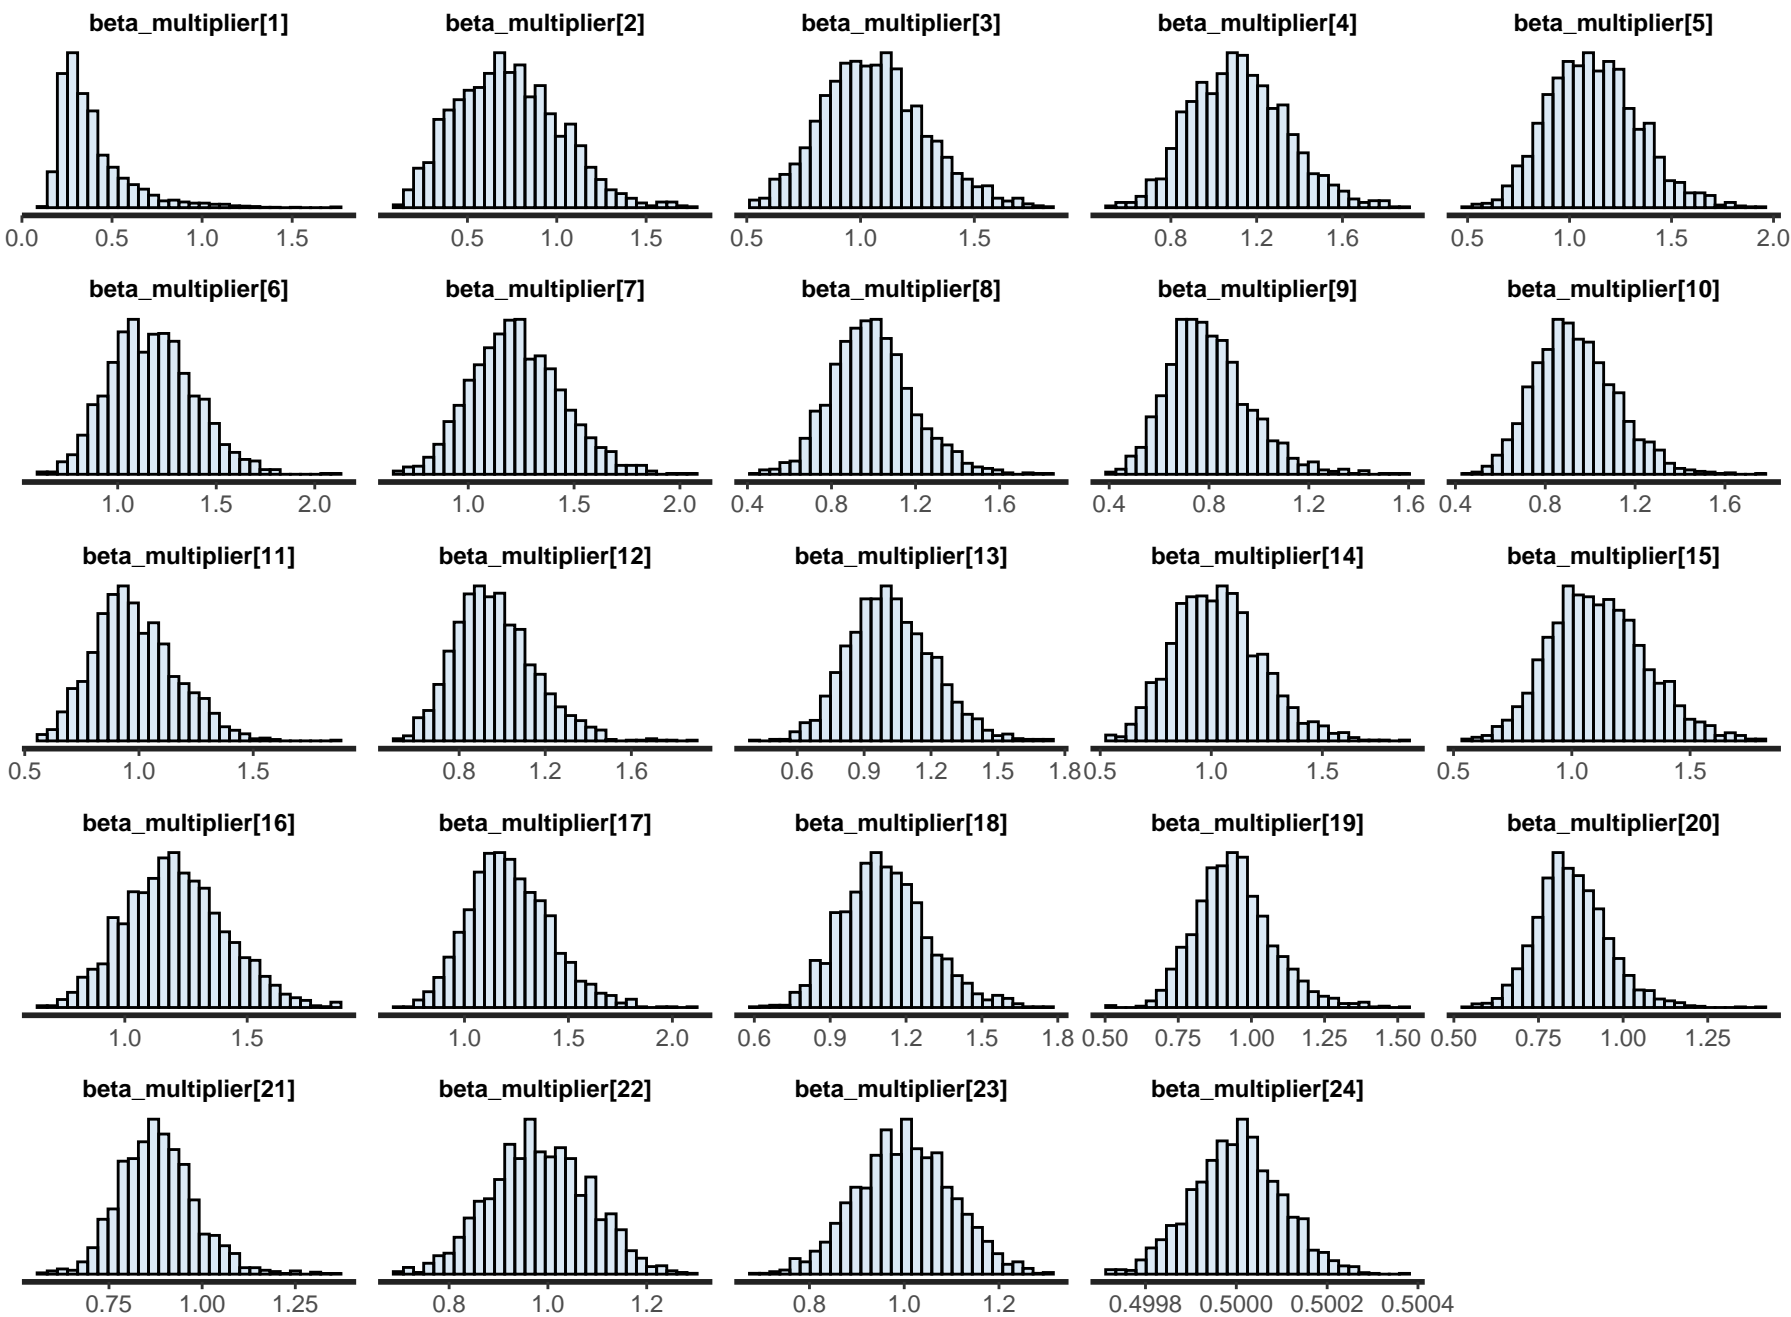 beta_multiplier[1] beta_multiplier[2] beta_multiplier[3] beta_multiplier[4] beta_multiplier[5]
0.0 0.5 1.0 1.5 0.5 1.0 1.5 0.5 1.0 1.5 0.8 1.2 1.6 0.5 1.0 1.5 2.0
beta_multiplier[6] beta_multiplier[7] beta_multiplier[8] beta_multiplier[9] beta_multiplier[10]
1.0 1.5 2.0 1.0 1.5 2.0 0.4 0.8 1.2 1.6 0.4 0.8 1.2 1.6 0.4 0.8 1.2 1.6
beta_multiplier[11] beta_multiplier[12] beta_multiplier[13] beta_multiplier[14] beta_multiplier[15]
0.5 1.0 1.5 0.8 1.2 1.6 0.6 0.9 1.2 1.5 1.8 0.5 1.0 1.5 0.5 1.0 1.5
beta_multiplier[16] beta_multiplier[17] beta_multiplier[18] beta_multiplier[19] beta_multiplier[20]
1.0 1.5 1.0 1.5 2.0 0.6 0.9 1.2 1.5 1.8 0.50 0.75 1.00 1.25 1.50 0.50 0.75 1.00 1.25
beta_multiplier[21] beta_multiplier[22] beta_multiplier[23] beta_multiplier[24]
0.75 1.00 1.25 0.8 1.0 1.2 0.8 1.0 1.2 0.4998 0.5000 0.5002 0.5004